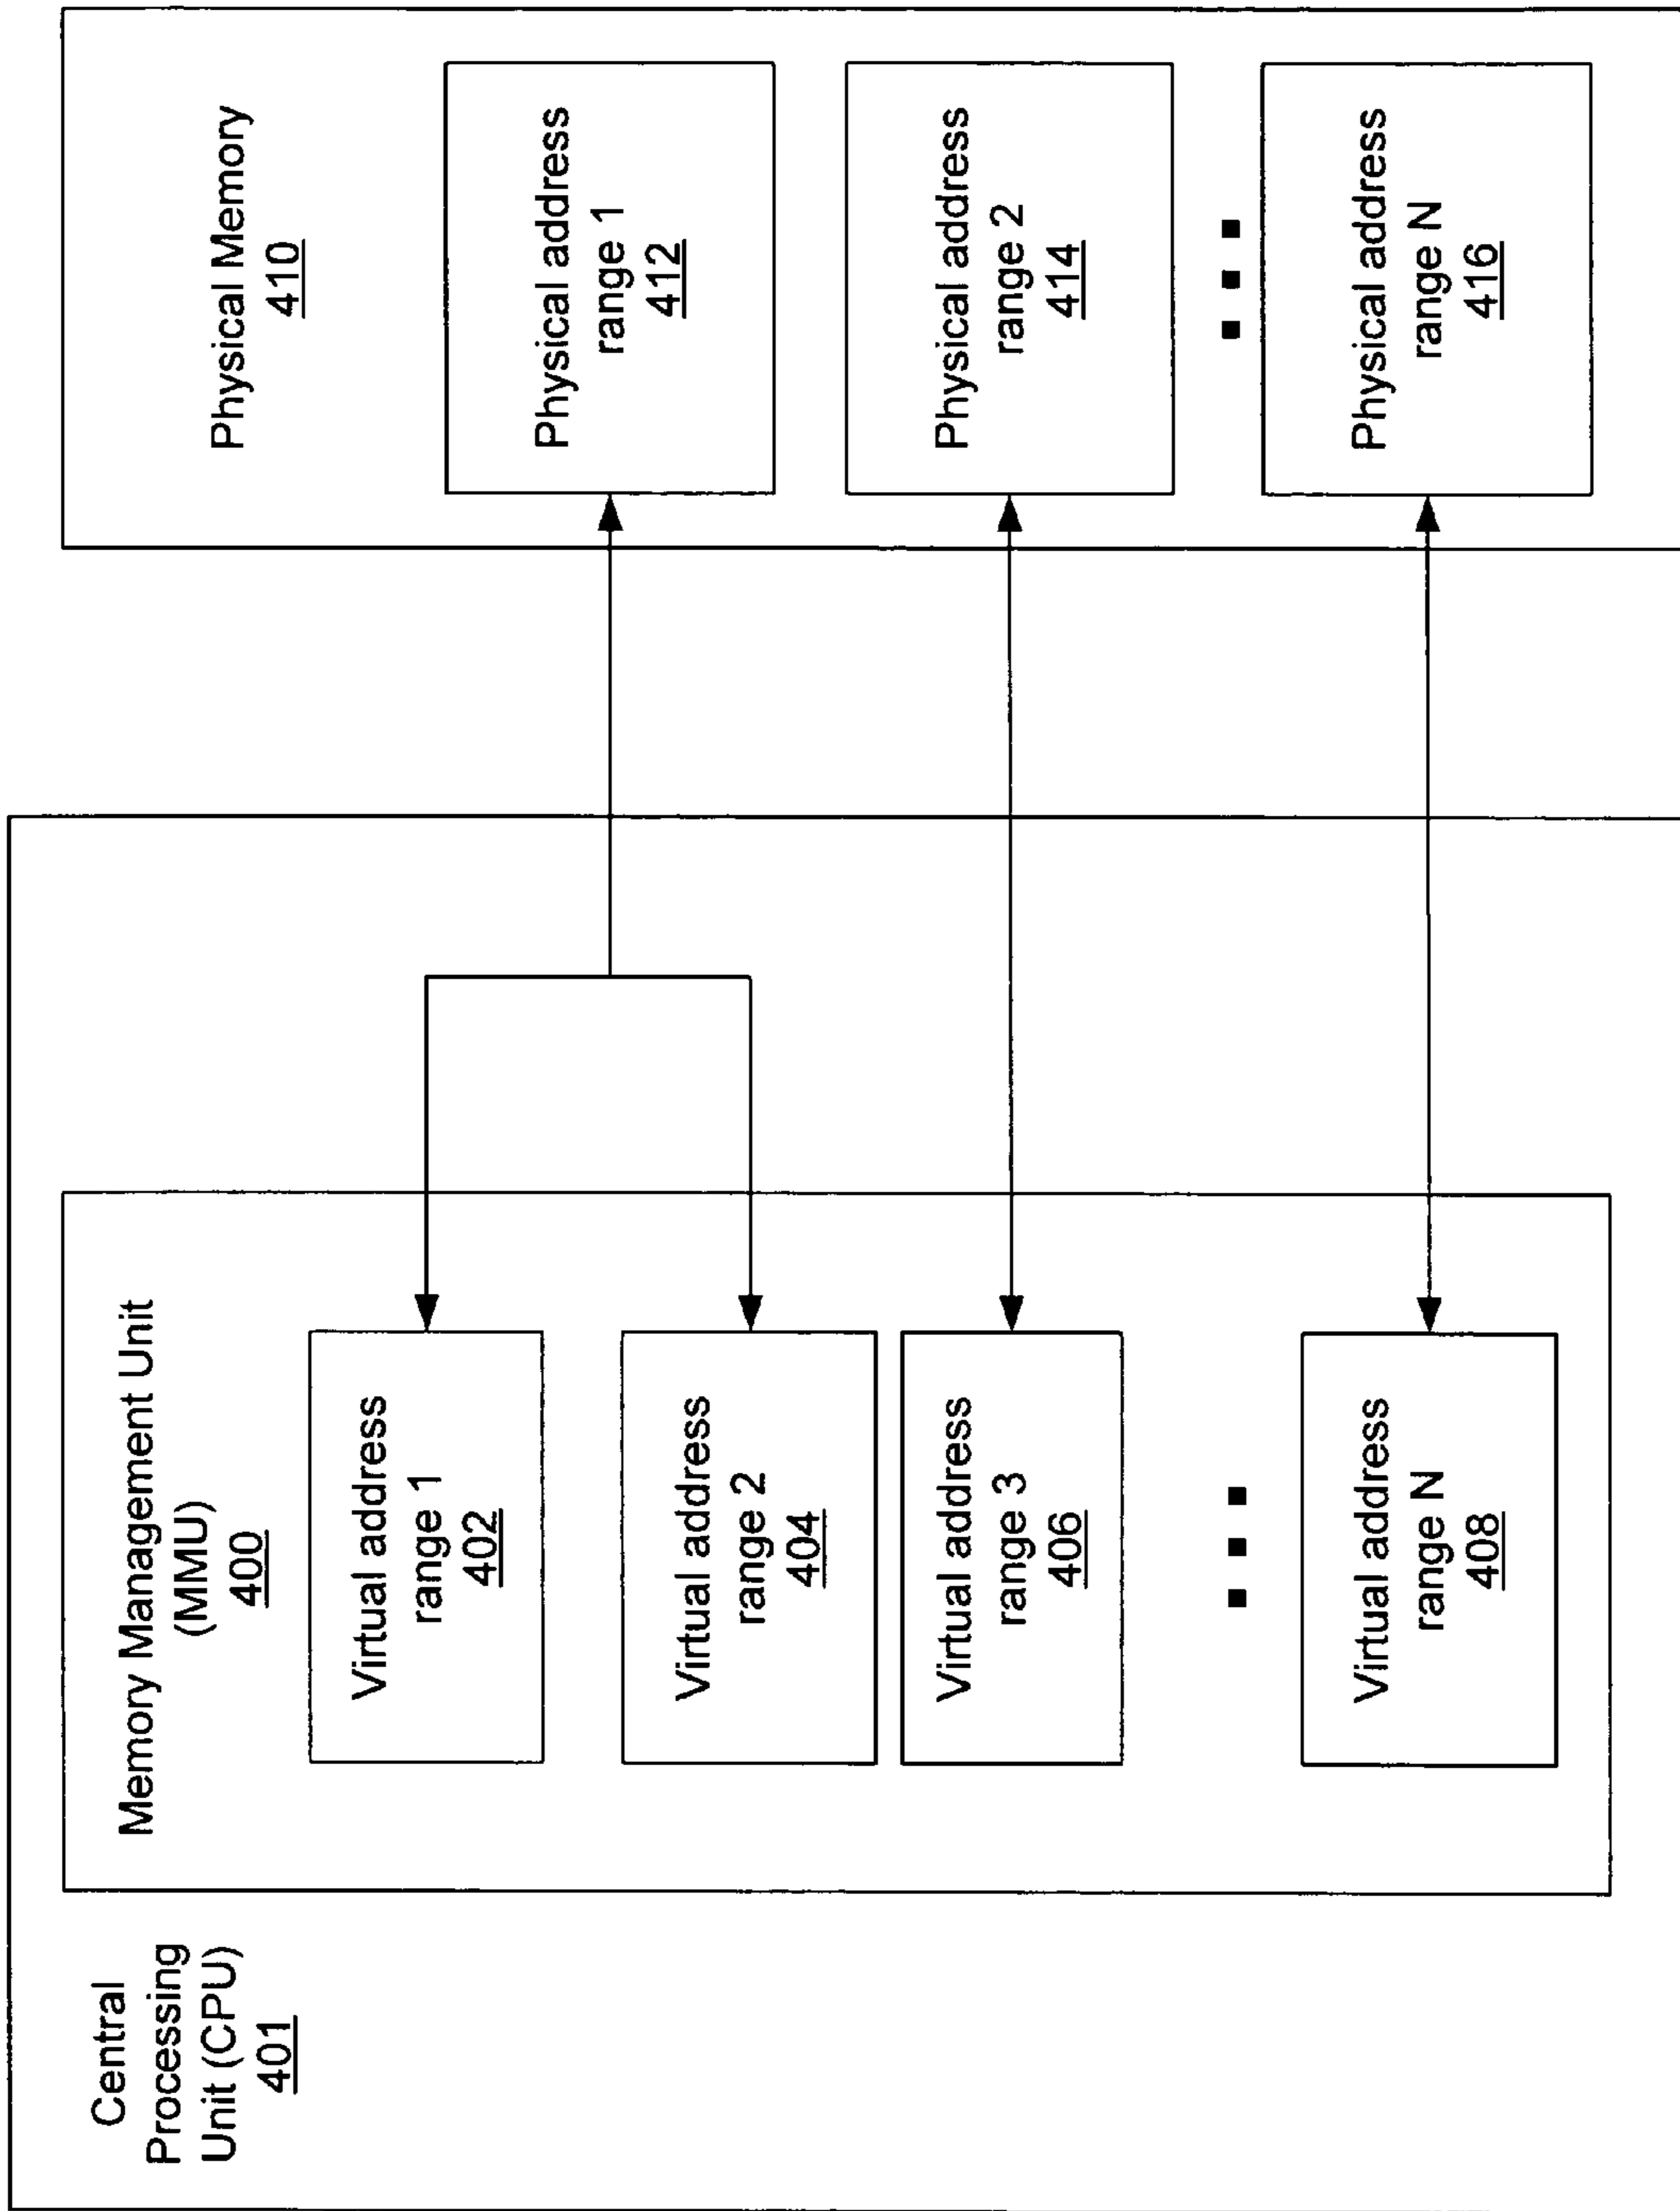 Central
Processing
Unit (CPU)
401
Memory Management Unit
(MMU)
400
Virtual address
range 1
402
Virtual address
range 2
404
Virtual address
range 3
406
Virtual address
range N
408
Physical Memory
410
Physical address
range 1
412
Physical address
range 2
414
Physical address
range N
416